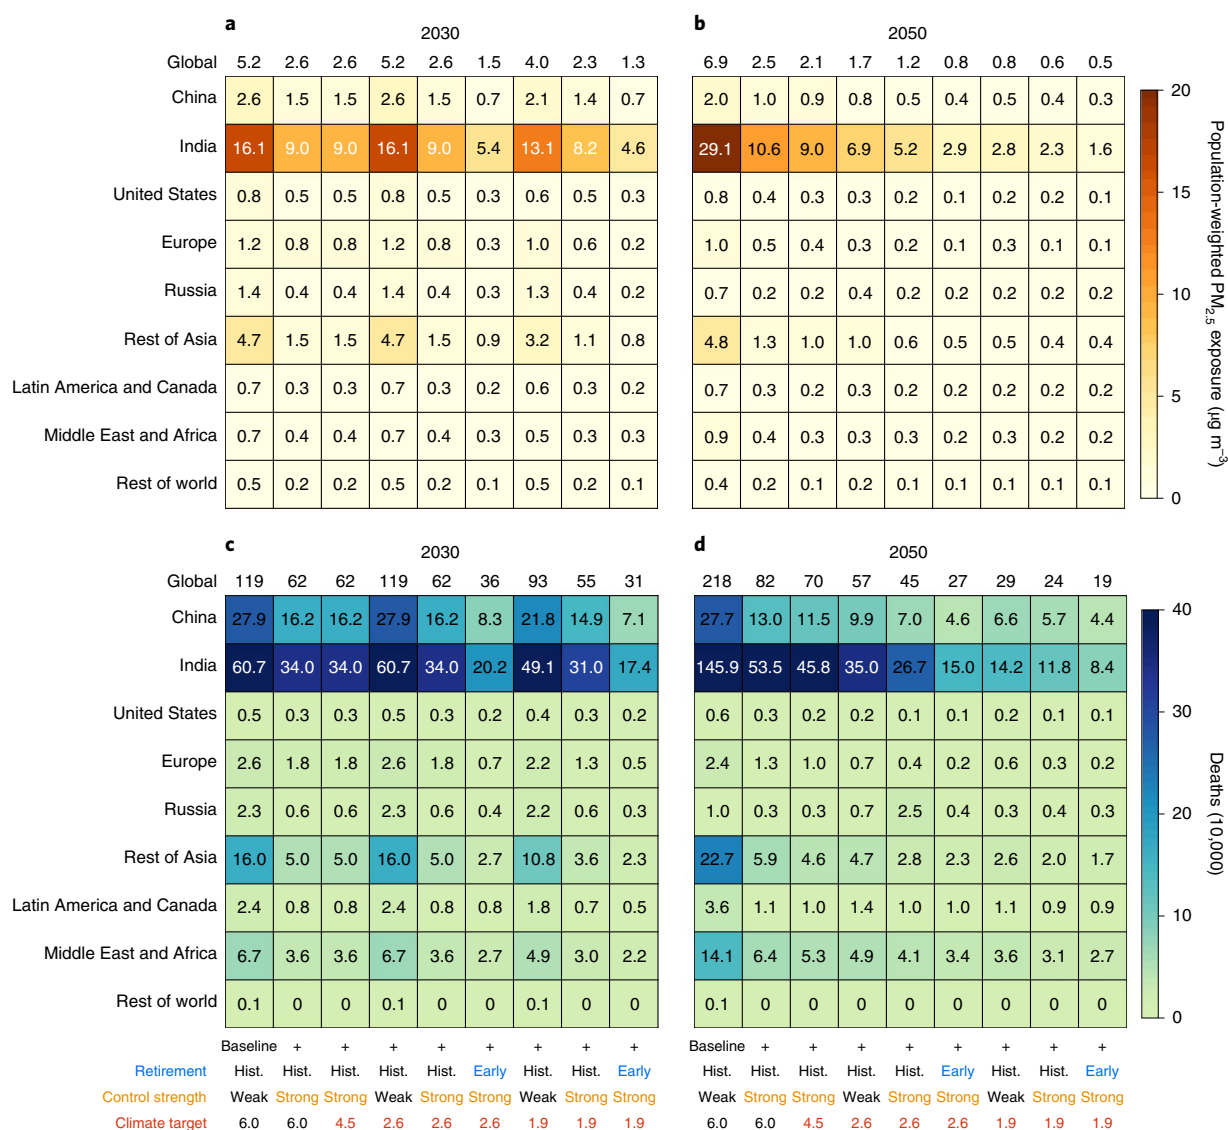 a b
2030 2050
Global 5.2 2.6 2.6 5.2 2.6 1.5 4.0 2.3 1.3 6.9 2.5 2.1 1.7 1.2 0.8 0.8 0.6 0.5
China 2.6 1.5 1.5 2.6 1.5 0.7 2.1 1.4 0.7 2.0 1.0 0.9 0.8 0.5 0.4 0.5 0.4 0.3
India 16.1 9.0 9.0 16.1 9.0 5.4 13.1 8.2 4.6 29.1 10.6 9.0 6.9 5.2 2.9 2.8 2.3 1.6
United States 0.8 0.5 0.5 0.8 0.5 0.3 0.6 0.5 0.3 0.8 0.4 0.3 0.3 0.2 0.1 0.2 0.2 0.1
Europe 1.2 0.8 0.8 1.2 0.8 0.3 1.0 0.6 0.2 1.0 0.5 0.4 0.3 0.2 0.1 0.3 0.1 0.1
Russia 1.4 0.4 0.4 1.4 0.4 0.3 1.3 0.4 0.2 0.7 0.2 0.2 0.4 0.2 0.2 0.2 0.2 0.2
Rest of Asia 4.7 1.5 1.5 4.7 1.5 0.9 3.2 1.1 0.8 4.8 1.3 1.0 1.0 0.6 0.5 0.5 0.4 0.4
Latin America and Canada 0.7 0.3 0.3 0.7 0.3 0.2 0.6 0.3 0.2 0.7 0.3 0.2 0.3 0.2 0.2 0.2 0.2 0.2
Middle East and Africa 0.7 0.4 0.4 0.7 0.4 0.3 0.5 0.3 0.3 0.9 0.4 0.3 0.3 0.3 0.2 0.3 0.2 0.2
Rest of world 0.5 0.2 0.2 0.5 0.2 0.1 0.5 0.2 0.1 0.4 0.2 0.1 0.2 0.1 0.1 0.1 0.1 0.1
20
15
10
5
0
Population-weighted PM2.5 exposure (µg m−3)
c d
2030 2050
Global 119 62 62 119 62 36 93 55 31 218 82 70 57 45 27 29 24 19
China 27.9 16.2 16.2 27.9 16.2 8.3 21.8 14.9 7.1 27.7 13.0 11.5 9.9 7.0 4.6 6.6 5.7 4.4
India 60.7 34.0 34.0 60.7 34.0 20.2 49.1 31.0 17.4 145.9 53.5 45.8 35.0 26.7 15.0 14.2 11.8 8.4
United States 0.5 0.3 0.3 0.5 0.3 0.2 0.4 0.3 0.2 0.6 0.3 0.2 0.2 0.1 0.1 0.2 0.1 0.1
Europe 2.6 1.8 1.8 2.6 1.8 0.7 2.2 1.3 0.5 2.4 1.3 1.0 0.7 0.4 0.2 0.6 0.3 0.2
Russia 2.3 0.6 0.6 2.3 0.6 0.4 2.2 0.6 0.3 1.0 0.3 0.3 0.7 2.5 0.4 0.3 0.4 0.3
Rest of Asia 16.0 5.0 5.0 16.0 5.0 2.7 10.8 3.6 2.3 22.7 5.9 4.6 4.7 2.8 2.3 2.6 2.0 1.7
Latin America and Canada 2.4 0.8 0.8 2.4 0.8 0.8 1.8 0.7 0.5 3.6 1.1 1.0 1.4 1.0 1.0 1.1 0.9 0.9
Middle East and Africa 6.7 3.6 3.6 6.7 3.6 2.7 4.9 3.0 2.2 14.1 6.4 5.3 4.9 4.1 3.4 3.6 3.1 2.7
Rest of world 0.1 0 0 0.1 0 0 0.1 0 0 0.1 0 0 0 0 0 0 0 0
40
30
20
10
0
Deaths (10,000)
Baseline + + + + + + + + Baseline + + + + + + + +
Retirement Hist. Hist. Hist. Hist. Hist. Early Hist. Hist. Early Hist. Hist. Hist. Hist. Hist. Early Hist. Hist. Early
Control strength Weak Strong Strong Weak Strong Strong Weak Strong Strong Weak Strong Strong Weak Strong Strong Weak Strong Strong
Climate target 6.0 6.0 4.5 2.6 2.6 2.6 1.9 1.9 1.9 6.0 6.0 4.5 2.6 2.6 2.6 1.9 1.9 1.9